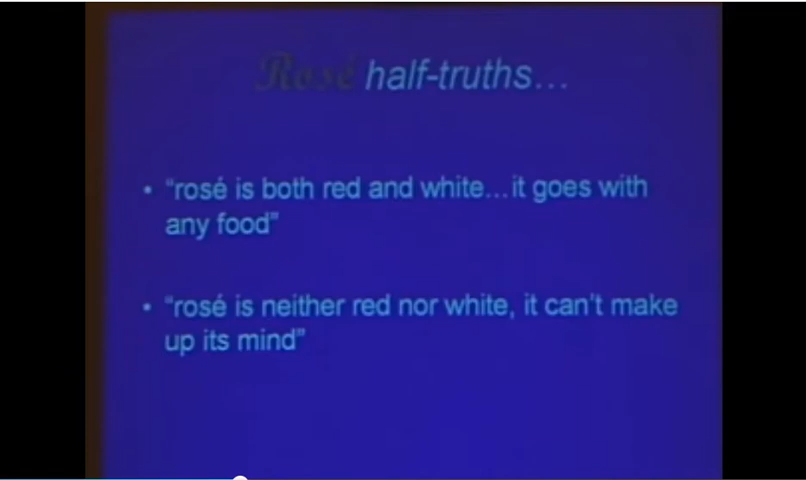 Rosé half-truths…
• “rosé is both red and white…it goes with
any food”
• “rosé is neither red nor white, it can’t make
up its mind”